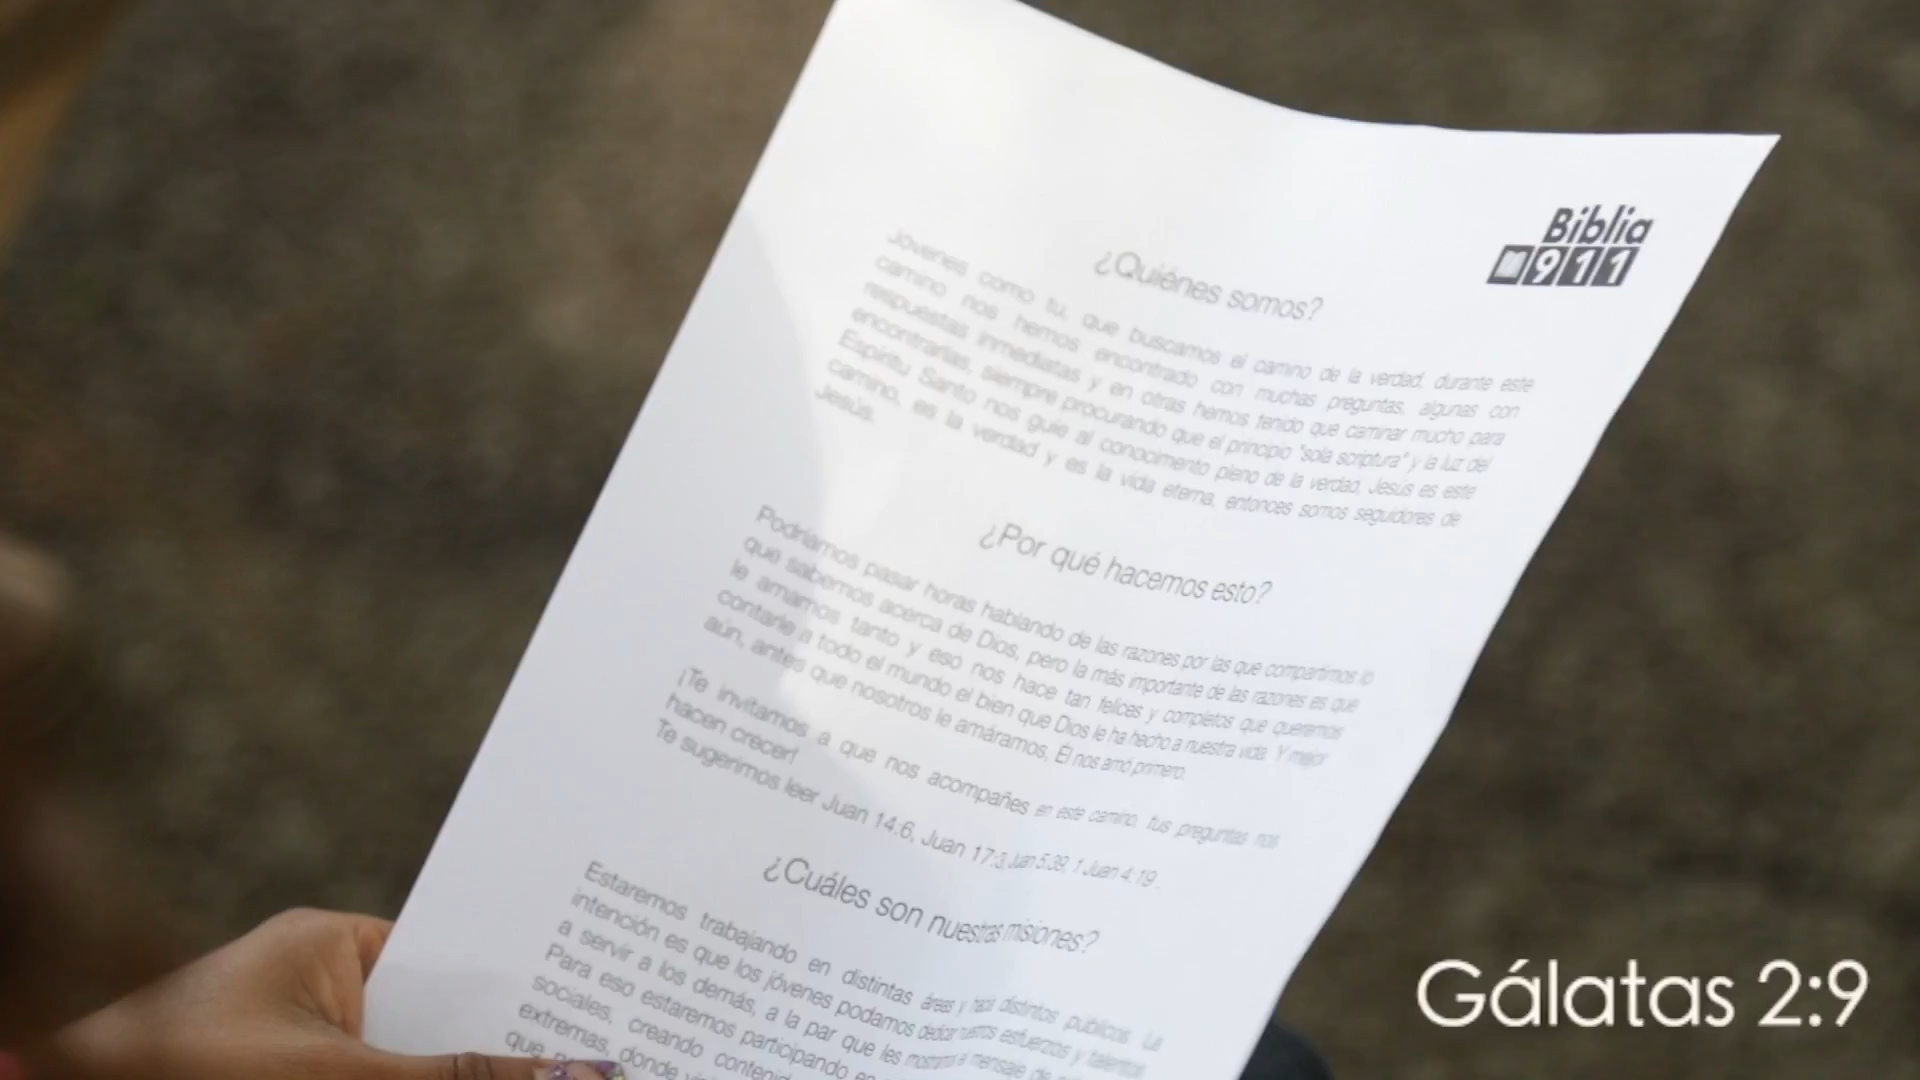 Biblia
911
¿Quiénes somos?
Jóvenes como tu, que buscamos el camino de la verdad, durante este
camino nos hemos encontrado con muchas preguntas, algunas con
respuestas inmediatas y en otras hemos tenido que caminar mucho para
encontrarlas, siempre procurando que el principio "sola scriptura" y la luz del
Espíritu Santo nos guíe al conocimento pleno de la verdad, Jesús es este
camino, es la verdad y es la vida eterna, entonces somos seguidores de
Jesús.
¿Por qué hacemos esto?
Podríamos pasar horas hablando de las razones por las que compartimos lo
que sabemos acerca de Dios, pero la más importante de las razones es que
le amamos tanto y eso nos hace tan felices y completos que queremos
contarle a todo el mundo el bien que Dios le ha hecho a nuestra vida. Y mejor
aún, antes que nosotros le amáramos, Él nos amó primero.
¡Te invitamos a que nos acompañes en este camino, tus preguntas nos
hacen crecer!
Te sugerimos leer Juan 14:6, Juan 17:3, Juan 5:39, 1 Juan 4:19.
¿Cuáles son nuestras misiones?
Estaremos trabajando en distintas áreas y hacia distintos públicos. La
intención es que los jóvenes podamos dedicar nuestros esfuerzos y talentos
a servir a los demás, a la par que les mostramos el mensaje de
Para eso estaremos participando en
sociales, creando
extremas, donde
que
Gálatas 2:9